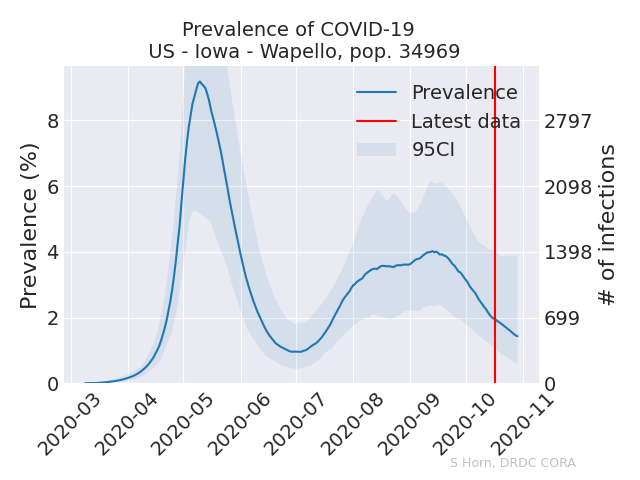 Prevalence of COVID-19
US - Iowa - Wapello, pop. 34969
Prevalence (%)
8
6
4
2
0
Prevalence
Latest data
95CI
2797
2098
1398
699
0
# of infections
2020-03
2020-04
2020-05
2020-06
2020-07
2020-08
2020-09
2020-10
2020-11
S Horn, DRDC CORA